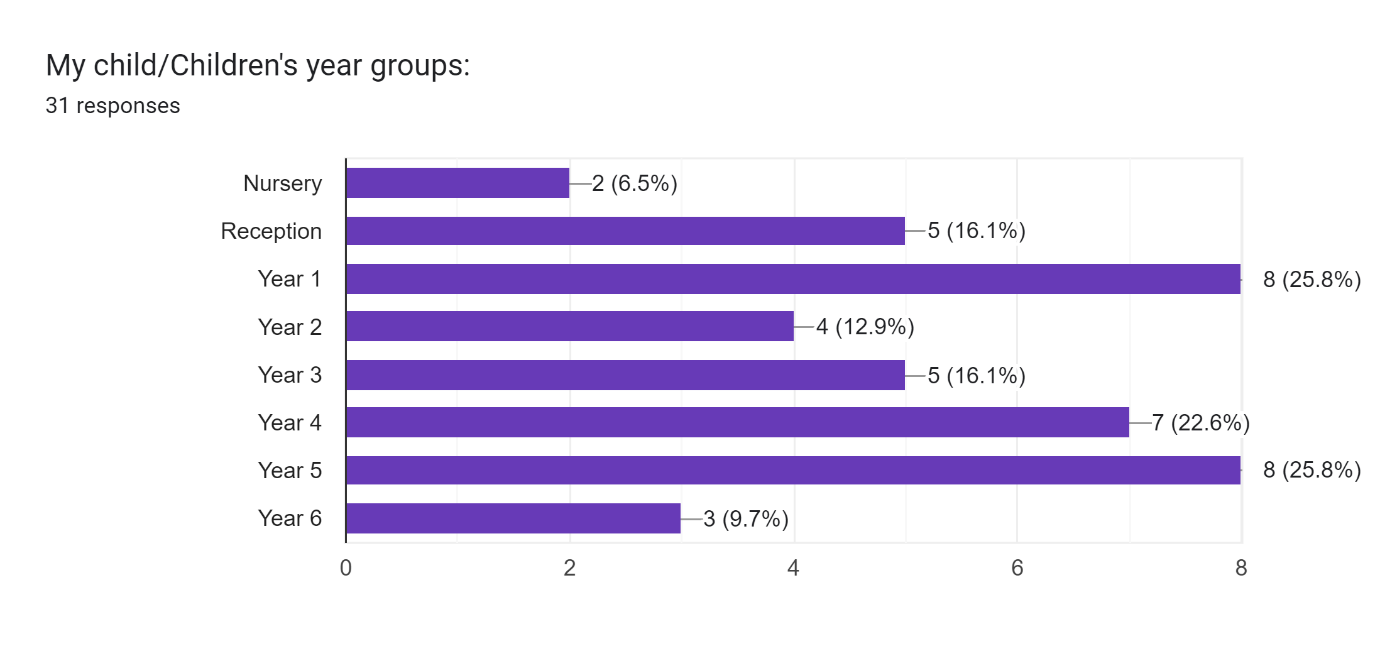 My child/Children's year groups:
31 responses
Nursery 2 (6.5%)
Reception 5 (16.1%)
Year 1 8 (25.8%)
Year 2 4 (12.9%)
Year 3 5 (16.1%)
Year 4 7 (22.6%)
Year 5 8 (25.8%)
Year 6 3 (9.7%)
0 2 4 6 8